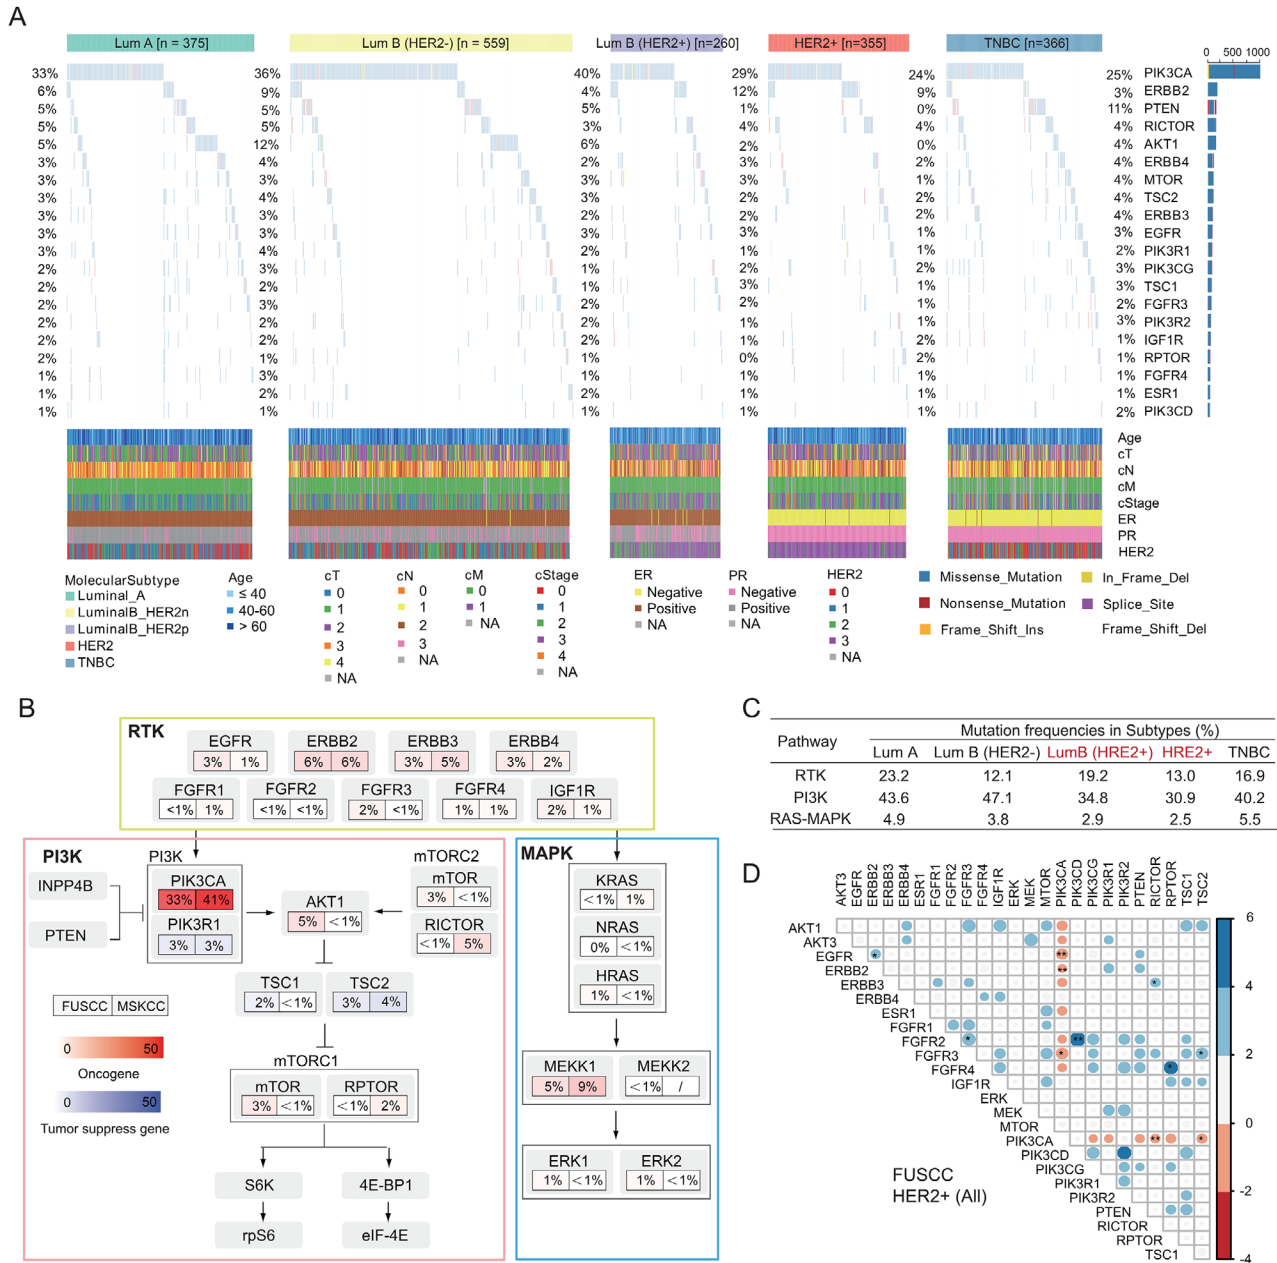 A
Lum A [n = 375]
Lum B (HER2-) [n = 559]
Lum B (HER2+) [n=260]
HER2+ [n=355]
TNBC [n=366]
0 500 1000
33% 36% 40% 29% 24% 25% PIK3CA
6% 9% 4% 12% 9% 3% ERBB2
5% 5% 5% 1% 0% 11% PTEN
5% 5% 3% 4% 4% 4% RICTOR
5% 12% 6% 2% 0% 4% AKT1
3% 4% 2% 3% 2% 4% ERBB4
3% 3% 3% 4% 1% 4% MTOR
3% 4% 3% 2% 2% 4% TSC2
3% 3% 2% 3% 2% 4% ERBB3
3% 3% 3% 2% 1% 3% EGFR
3% 4% 2% 1% 1% 2% PIK3R1
2% 3% 1% 2% 2% 3% PIK3CG
2% 2% 1% 3% 1% 3% TSC1
2% 3% 2% 2% 1% 2% FGFR3
2% 2% 2% 1% 1% 3% PIK3R2
2% 2% 1% 1% 2% 1% IGF1R
2% 1% 1% 0% 2% 1% RPTOR
1% 3% 1% 1% 1% 1% FGFR4
1% 2% 2% 1% 1% 1% ESR1
1% 1% 1% 1% 1% 2% PIK3CD
Age
cT
cN
cM
cStage
ER
PR
HER2
MolecularSubtype
Luminal_A
LuminalB_HER2n
LuminalB_HER2p
HER2
TNBC
Age
≤ 40
40-60
> 60
cT
0
1
2
3
4
NA
cN
0
1
2
3
NA
cM
0
1
NA
cStage
0
1
2
3
4
NA
ER
Negative
Positive
NA
PR
Negative
Positive
NA
HER2
0
1
2
3
NA
Missense_Mutation
Nonsense_Mutation
Frame_Shift_Ins
In_Frame_Del
Splice_Site
Frame_Shift_Del
B
RTK
EGFR ERBB2 ERBB3 ERBB4
3% 1% 6% 6% 3% 5% 3% 2%
FGFR1 FGFR2 FGFR3 FGFR4 IGF1R
<1% 1% <1% <1% 2% <1% 1% 1% 2% 1%
PI3K
INPP4B
PTEN
PI3K
PIK3CA
33% 41%
PIK3R1
3% 3%
AKT1
5% <1%
mTORC2
mTOR
3% <1%
RICTOR
<1% 5%
TSC1 TSC2
2% <1% 3% 4%
FUSCC MSKCC
0 50
Oncogene
0 50
Tumor suppress gene
mTORC1
mTOR RPTOR
3% <1% <1% 2%
S6K 4E-BP1
rpS6 eIF-4E
MAPK
KRAS
<1% 1%
NRAS
0% <1%
HRAS
1% <1%
MEKK1 MEKK2
5% 9% <1% /
ERK1 ERK2
1% <1% 1% <1%
C
Mutation frequencies in Subtypes (%)
Pathway
Lum A Lum B (HER2-) LumB (HRE2+) HRE2+ TNBC
RTK 23.2 12.1 19.2 13.0 16.9
PI3K 43.6 47.1 34.8 30.9 40.2
RAS-MAPK 4.9 3.8 2.9 2.5 5.5
D
AKT3 EGFR ERBB2 ERBB3 ERBB4 ESR1 FGFR1 FGFR2 FGFR3 FGFR4 IGF1R ERK MEK MTOR PIK3CA PIK3CD PIK3CG PIK3R1 PIK3R2 PTEN RICTOR RPTOR TSC1 TSC2
AKT1
AKT3
EGFR * **
ERBB2 **
ERBB3 *
ERBB4
ESR1
FGFR1
FGFR2 * **
FGFR3 * *
FGFR4 *
IGF1R
ERK
MEK
MTOR
PIK3CA ** *
PIK3CD
PIK3CG
PIK3R1
PIK3R2
PTEN
RICTOR
RPTOR
TSC1
6
4
2
0
-2
-4
FUSCC
HER2+ (All)